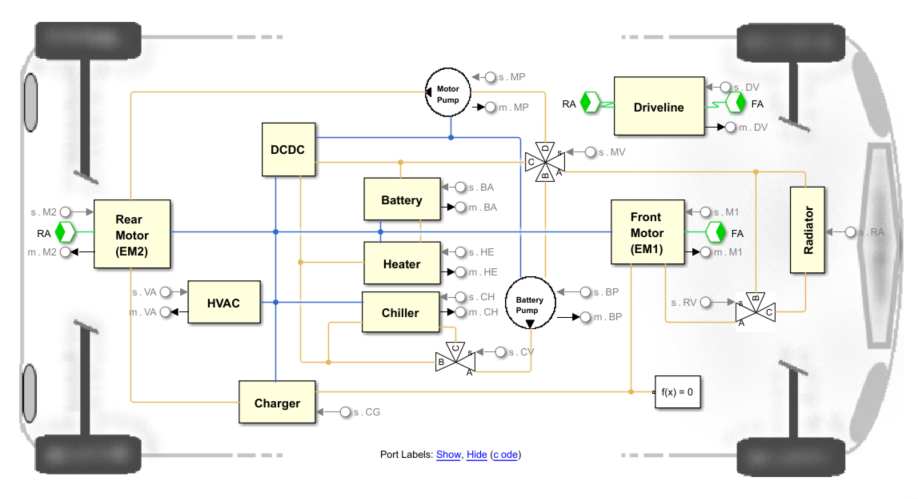 Motor
Pump
s . MP
m . MP
RA
Driveline
s . DV
FA
m . DV
DCDC
D
C
s
B
A
s . MV
Battery
s . BA
m . BA
s . M2
RA
m . M2
Rear
Motor
(EM2)
Front
Motor
(EM1)
s . M1
FA
m . M1
Radiator
s . RA
Heater
s . HE
m . HE
s . VA
m . VA
HVAC
Chiller
s . CH
m . CH
Battery
Pump
s . BP
m . BP
s . RV
s
B
A
C
C
B
s
A
s . CV
Charger
s . CG
f(x) = 0
Port Labels: Show, Hide (c ode)